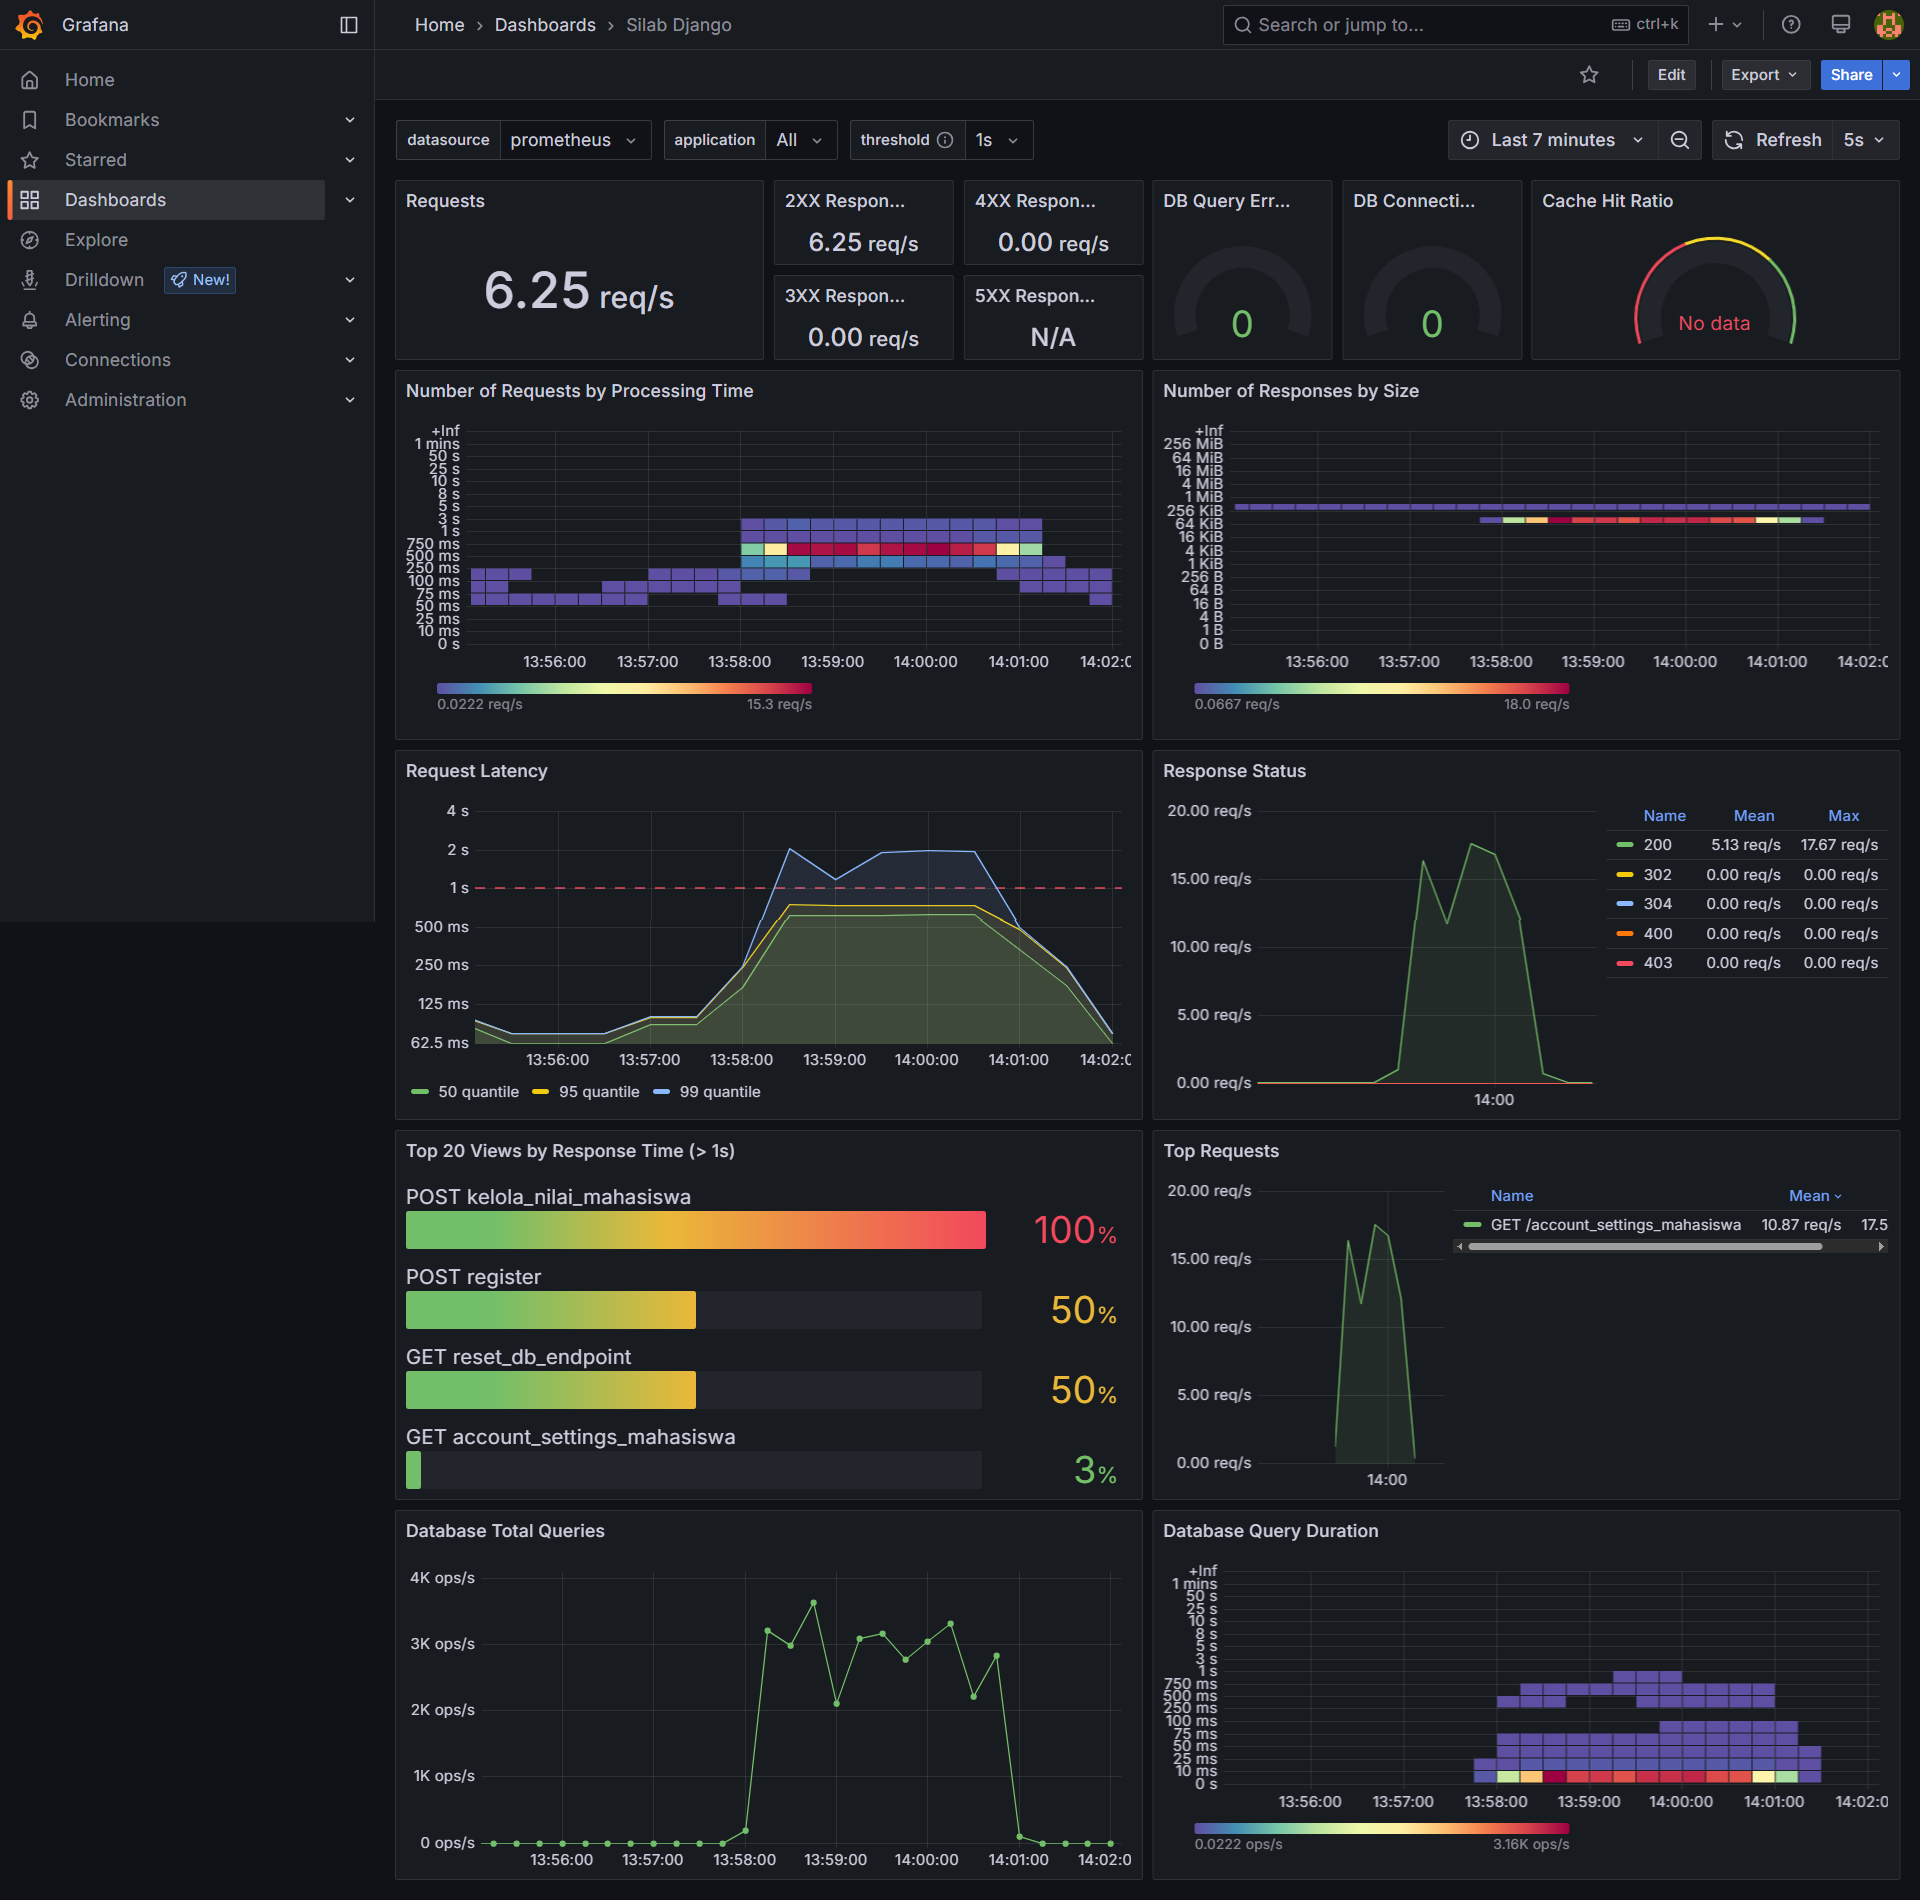 Grafana
Home › Dashboards › Silab Django
Search or jump to... ctrl+k
Home
Bookmarks
Starred
Dashboards
Explore
Drilldown New!
Alerting
Connections
Administration
Edit Export Share
datasource prometheus application All threshold 1s
Last 7 minutes Refresh 5s
Requests
6.25 req/s
2XX Respon...
6.25 req/s
4XX Respon...
0.00 req/s
3XX Respon...
0.00 req/s
5XX Respon...
N/A
DB Query Err...
0
DB Connecti...
0
Cache Hit Ratio
No data
Number of Requests by Processing Time
+Inf
1 mins
50 s
25 s
10 s
8 s
5 s
3 s
1 s
750 ms
500 ms
250 ms
100 ms
75 ms
50 ms
25 ms
10 ms
0 s
13:56:00 13:57:00 13:58:00 13:59:00 14:00:00 14:01:00 14:02:0
0.0222 req/s 15.3 req/s
Number of Responses by Size
+Inf
256 MiB
64 MiB
16 MiB
4 MiB
1 MiB
256 KiB
64 KiB
16 KiB
4 KiB
1 KiB
256 B
64 B
16 B
4 B
1 B
0 B
13:56:00 13:57:00 13:58:00 13:59:00 14:00:00 14:01:00 14:02:0
0.0667 req/s 18.0 req/s
Request Latency
4 s
2 s
1 s
500 ms
250 ms
125 ms
62.5 ms
13:56:00 13:57:00 13:58:00 13:59:00 14:00:00 14:01:00 14:02:0
50 quantile 95 quantile 99 quantile
Response Status
20.00 req/s
15.00 req/s
10.00 req/s
5.00 req/s
0.00 req/s
14:00
Name Mean Max
200 5.13 req/s 17.67 req/s
302 0.00 req/s 0.00 req/s
304 0.00 req/s 0.00 req/s
400 0.00 req/s 0.00 req/s
403 0.00 req/s 0.00 req/s
Top 20 Views by Response Time (> 1s)
POST kelola_nilai_mahasiswa
100%
POST register
50%
GET reset_db_endpoint
50%
GET account_settings_mahasiswa
3%
Top Requests
20.00 req/s
15.00 req/s
10.00 req/s
5.00 req/s
0.00 req/s
14:00
Name Mean
GET /account_settings_mahasiswa 10.87 req/s 17.5
Database Total Queries
4K ops/s
3K ops/s
2K ops/s
1K ops/s
0 ops/s
13:56:00 13:57:00 13:58:00 13:59:00 14:00:00 14:01:00 14:02:0
Database Query Duration
+Inf
1 mins
50 s
25 s
10 s
8 s
5 s
3 s
1 s
750 ms
500 ms
250 ms
100 ms
75 ms
50 ms
25 ms
10 ms
0 s
13:56:00 13:57:00 13:58:00 13:59:00 14:00:00 14:01:00 14:02:0
0.0222 ops/s 3.16K ops/s